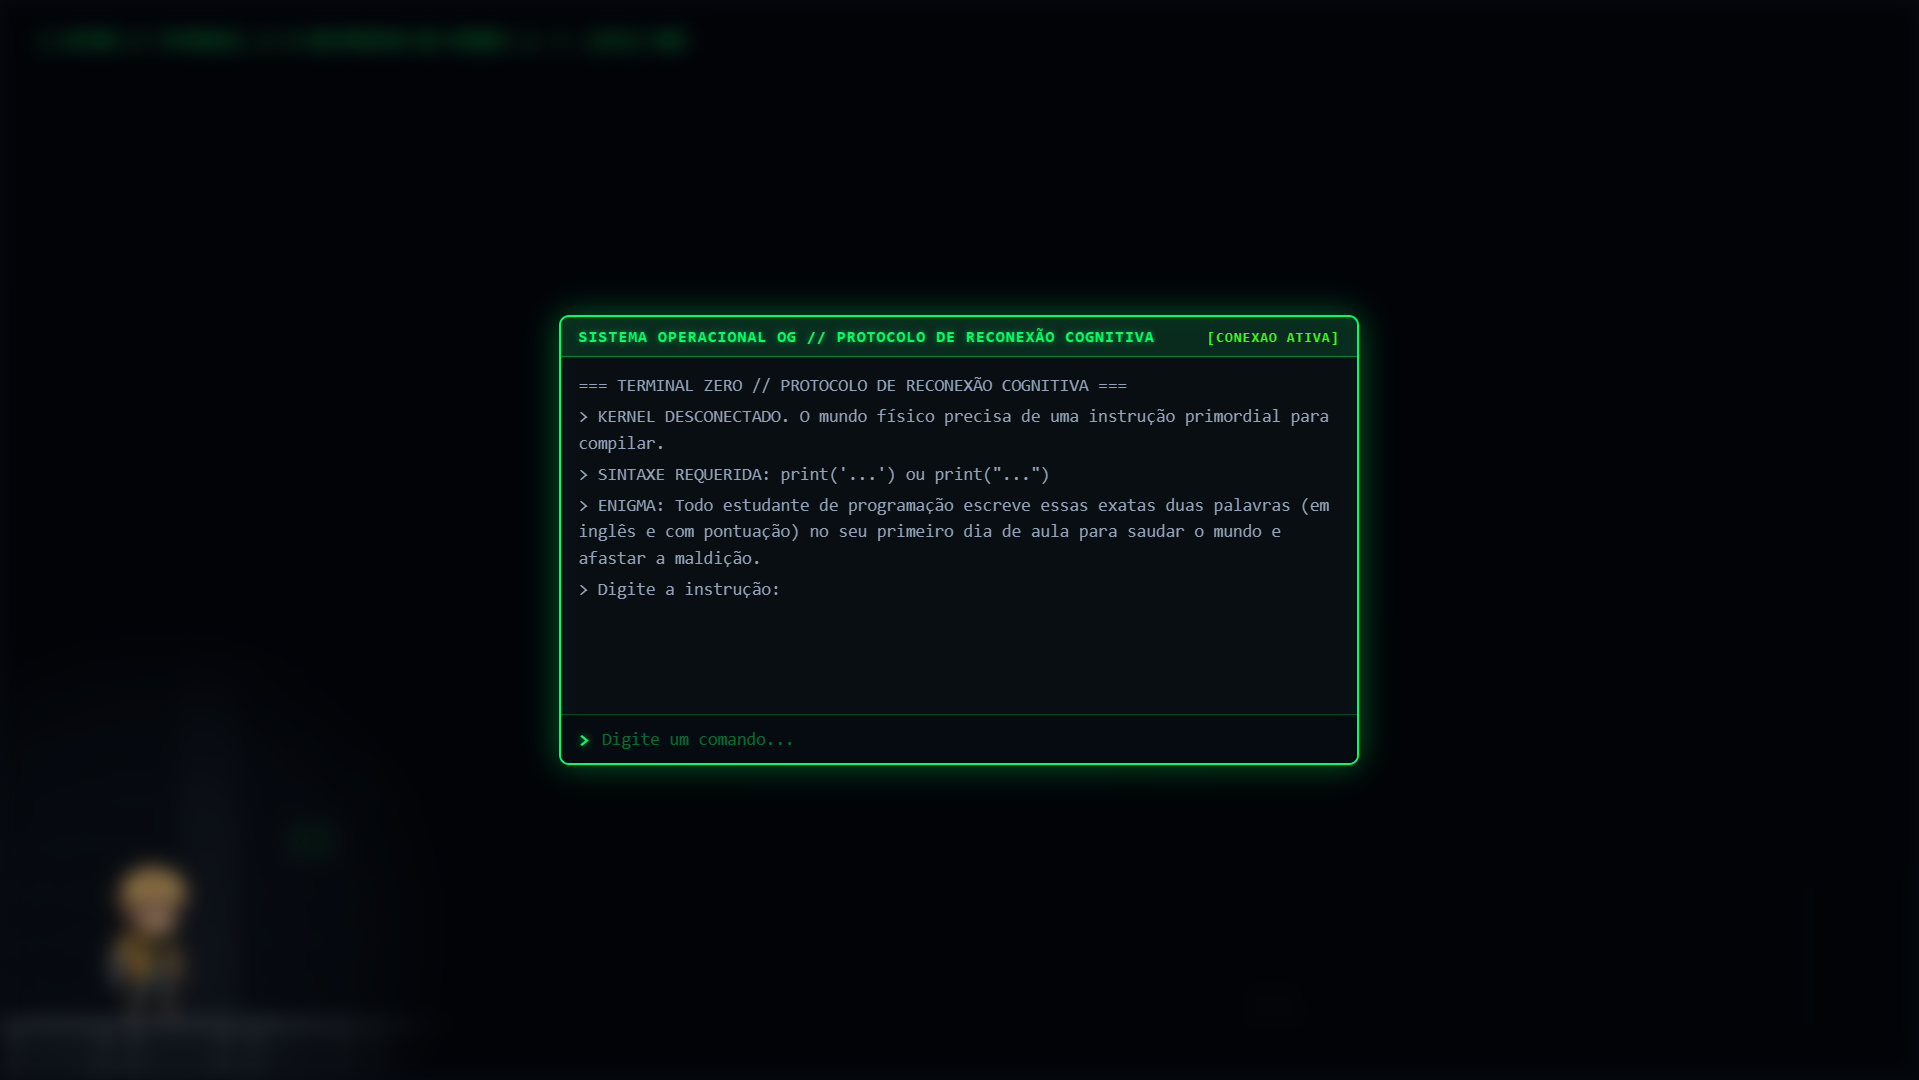 SISTEMA OPERACIONAL OG // PROTOCOLO DE RECONEXÃO COGNITIVA [CONEXAO ATIVA]
=== TERMINAL ZERO // PROTOCOLO DE RECONEXÃO COGNITIVA ===
> KERNEL DESCONECTADO. O mundo físico precisa de uma instrução primordial para
compilar.
> SINTAXE REQUERIDA: print('...') ou print("...")
> ENIGMA: Todo estudante de programação escreve essas exatas duas palavras (em
inglês e com pontuação) no seu primeiro dia de aula para saudar o mundo e
afastar a maldição.
> Digite a instrução:
> Digite um comando...